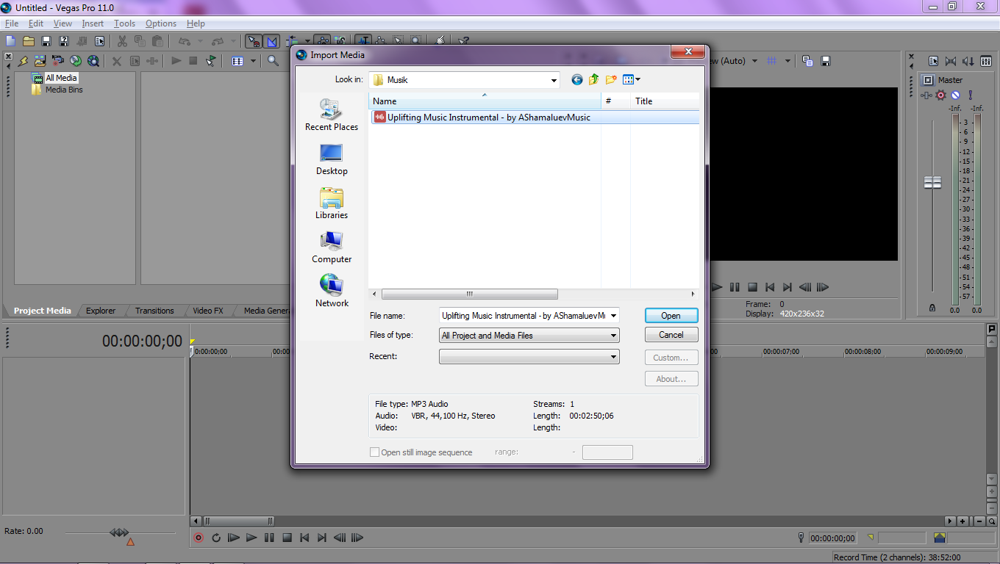 Untitled - Vegas Pro 11.0
File Edit View Insert Tools Options Help
Import Media
Look in: Musik
Name # Title
Uplifting Music Instrumental - by AShamaluevMusic
Recent Places
Desktop
Libraries
Computer
Network
File name: Uplifting Music Instrumental - by AShamaluevMu
Files of type: All Project and Media Files
Recent:
Open
Cancel
Custom...
About...
File type: MP3 Audio Streams: 1
Audio: VBR, 44,100 Hz, Stereo Length: 00:02:50;06
Video: Length:
Open still image sequence range: -
All Media
Media Bins
Project Media Explorer Transitions Video FX Media Genera
(Auto)
Frame: 0
Display: 420x236x32
Master
-Inf. -Inf.
- 3 -
- 6 -
- 9 -
- 12 -
- 15 -
- 18 -
- 21 -
- 24 -
- 27 -
- 30 -
- 33 -
- 36 -
- 39 -
- 42 -
- 45 -
- 48 -
- 51 -
- 54 -
- 57 -
0.0 0.0
00:00:00;00
0:00:00;00 00:00:07;00 00:00:08;00 00:00:09;00
Rate: 0.00
00:00:00;00
Record Time (2 channels): 38:52:00